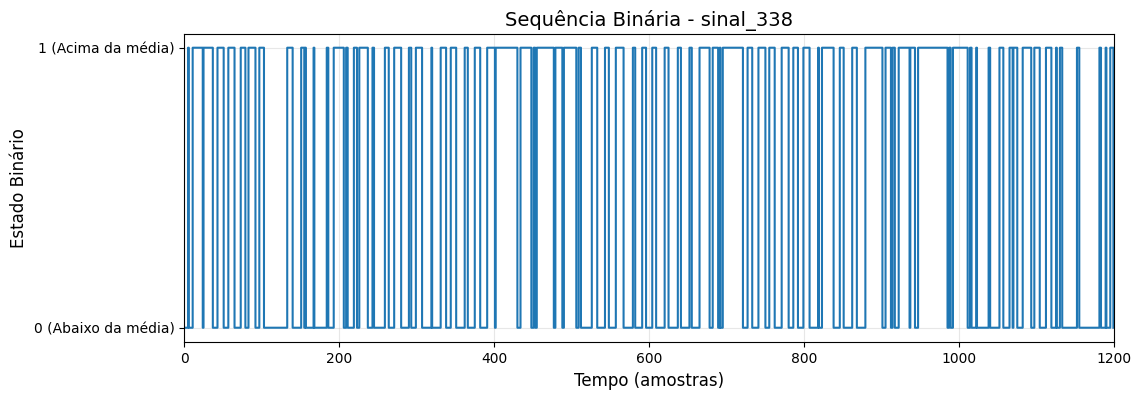 Sequência Binária - sinal_338
Estado Binário
1 (Acima da média)
0 (Abaixo da média)
0 200 400 600 800 1000 1200
Tempo (amostras)